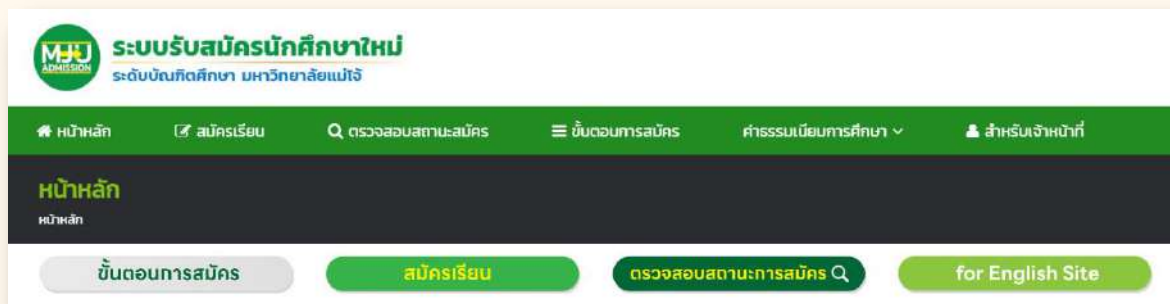 MJU
ADMISSION
ระบบรับสมัครนักศึกษาใหม่
ระดับบัณฑิตศึกษา มหาวิทยาลัยแม่โจ้
หน้าหลัก สมัครเรียน ตรวจสอบสถานะสมัคร ขั้นตอนการสมัคร ค่าธรรมเนียมการศึกษา สำหรับเจ้าหน้าที่
หน้าหลัก
หน้าหลัก
ขั้นตอนการสมัคร สมัครเรียน ตรวจสอบสถานะการสมัคร for English Site